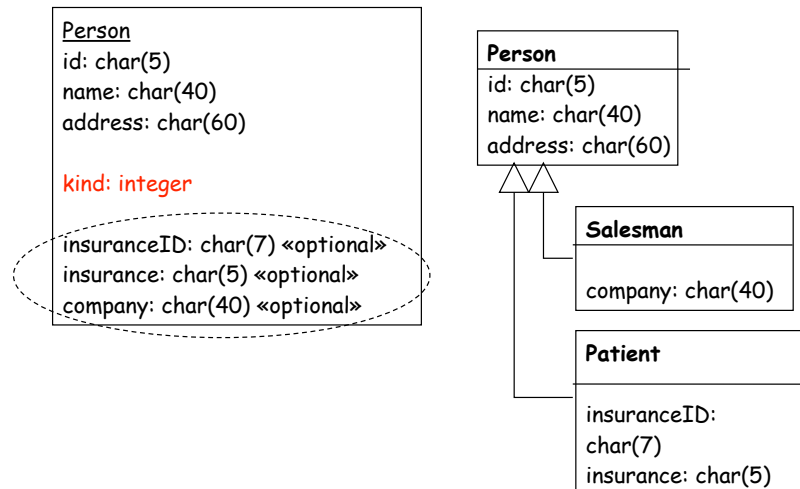 Person
id: char(5)
name: char(40)
address: char(60)
kind: integer
insuranceID: char(7) «optional»
insurance: char(5) «optional»
company: char(40) «optional»
Person
id: char(5)
name: char(40)
address: char(60)
Salesman
company: char(40)
Patient
insuranceID:
char(7)
insurance: char(5)